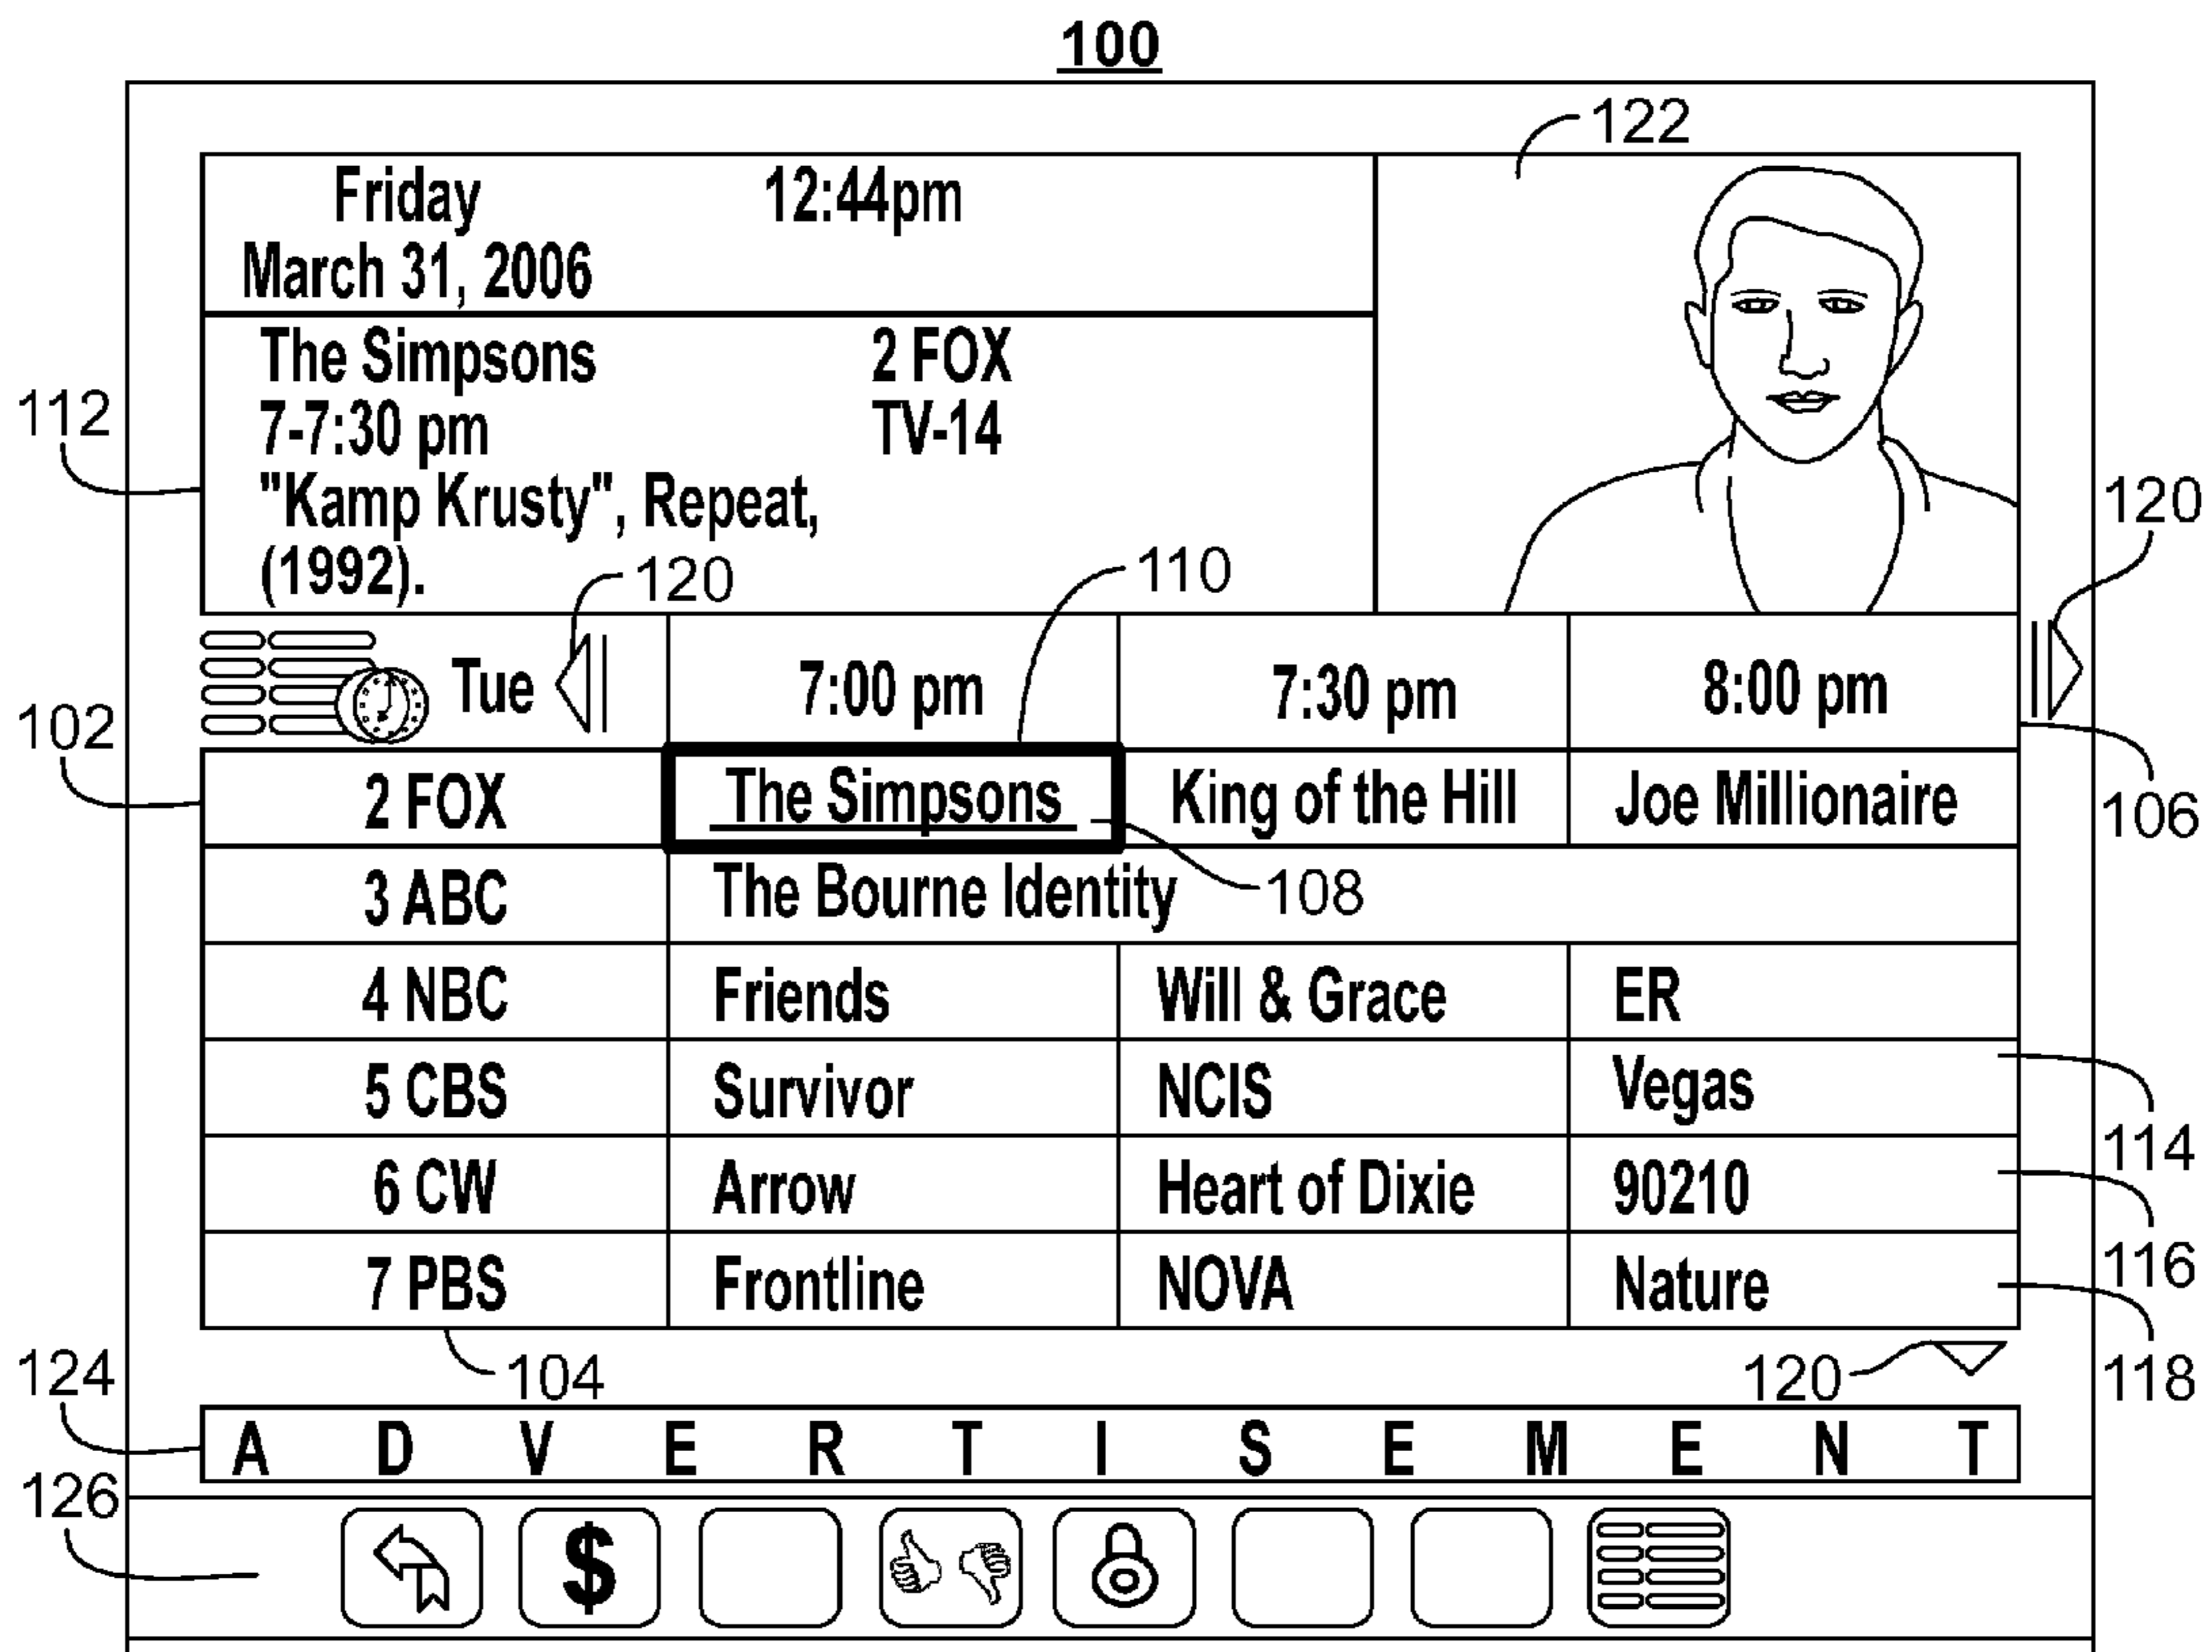 100
122
Friday 12:44pm
March 31, 2006
The Simpsons 2 FOX
112
7-7:30 pm TV-14
"Kamp Krusty", Repeat,
120
(1992).
120
110
Tue 7:00 pm 7:30 pm 8:00 pm
102
2 FOX The Simpsons King of the Hill Joe Millionaire
106
3 ABC The Bourne Identity
108
4 NBC Friends Will & Grace ER
5 CBS Survivor NCIS Vegas
114
6 CW Arrow Heart of Dixie 90210
116
7 PBS Frontline NOVA Nature
124
104
120
118
A D V E R T I S E M E N T
126
$